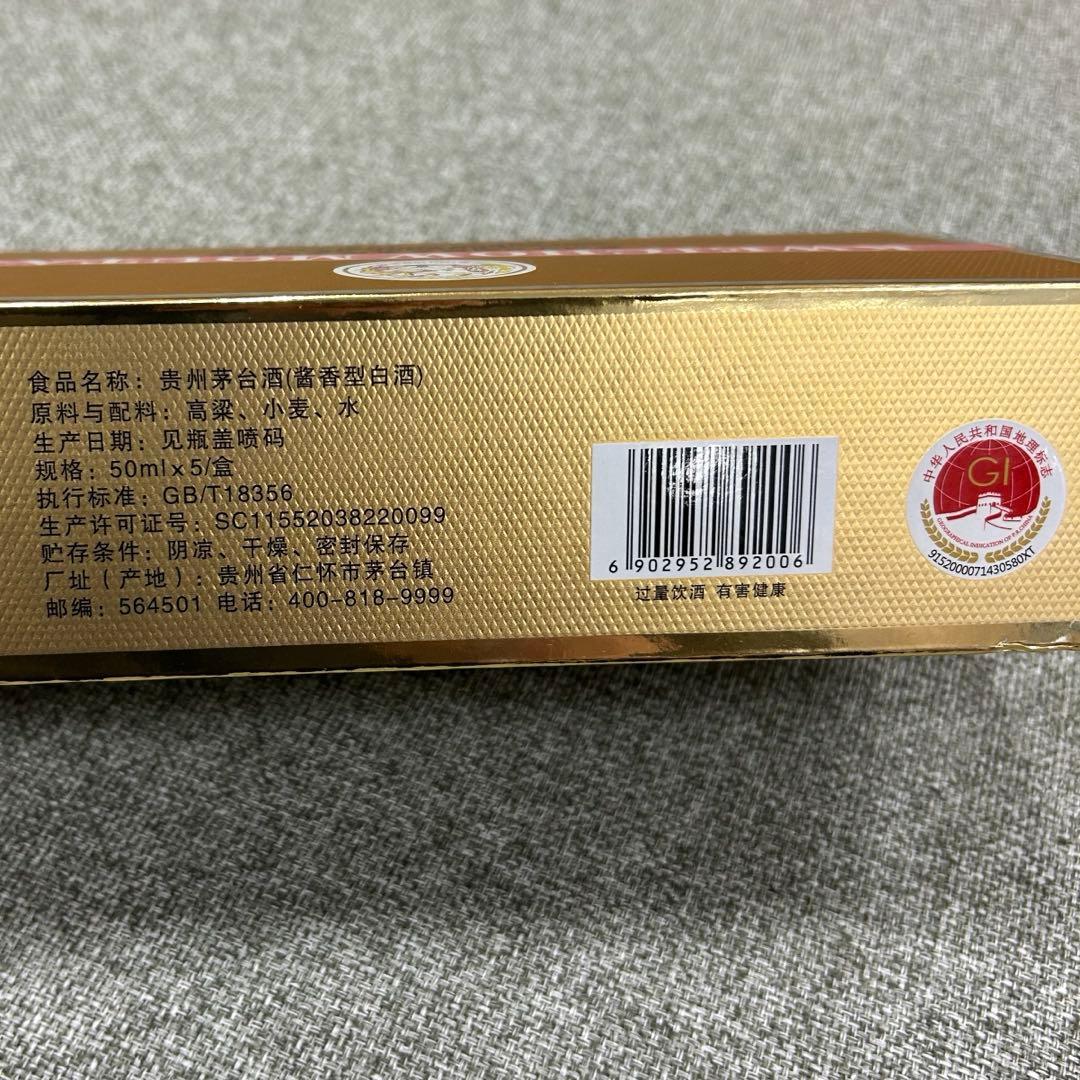 食品名称：贵州茅台酒(酱香型白酒)
原料与配料：高粱、小麦、水
生产日期：见瓶盖喷码
规格：50ml×5/盒
执行标准：GB/T18356
生产许可证号：SC11552038220099
贮存条件：阴凉、干燥、密封保存
厂址（产地）：贵州省仁怀市茅台镇
邮编：564501 电话：400-818-9999
6 902952 892006
过量饮酒 有害健康
中华人民共和国地理标志
GI
GEOGRAPHICAL INDICATION OF P.R.CHINA
9152000071430580XT